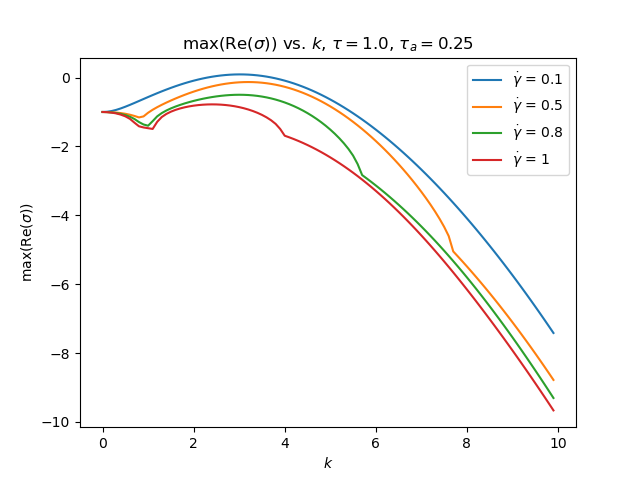 max(Re(σ)) vs. k, τ = 1.0, τₐ = 0.25
max(Re(σ))
0
−2
−4
−6
−8
−10
γ̇ = 0.1
γ̇ = 0.5
γ̇ = 0.8
γ̇ = 1
0 2 4 6 8 10
k